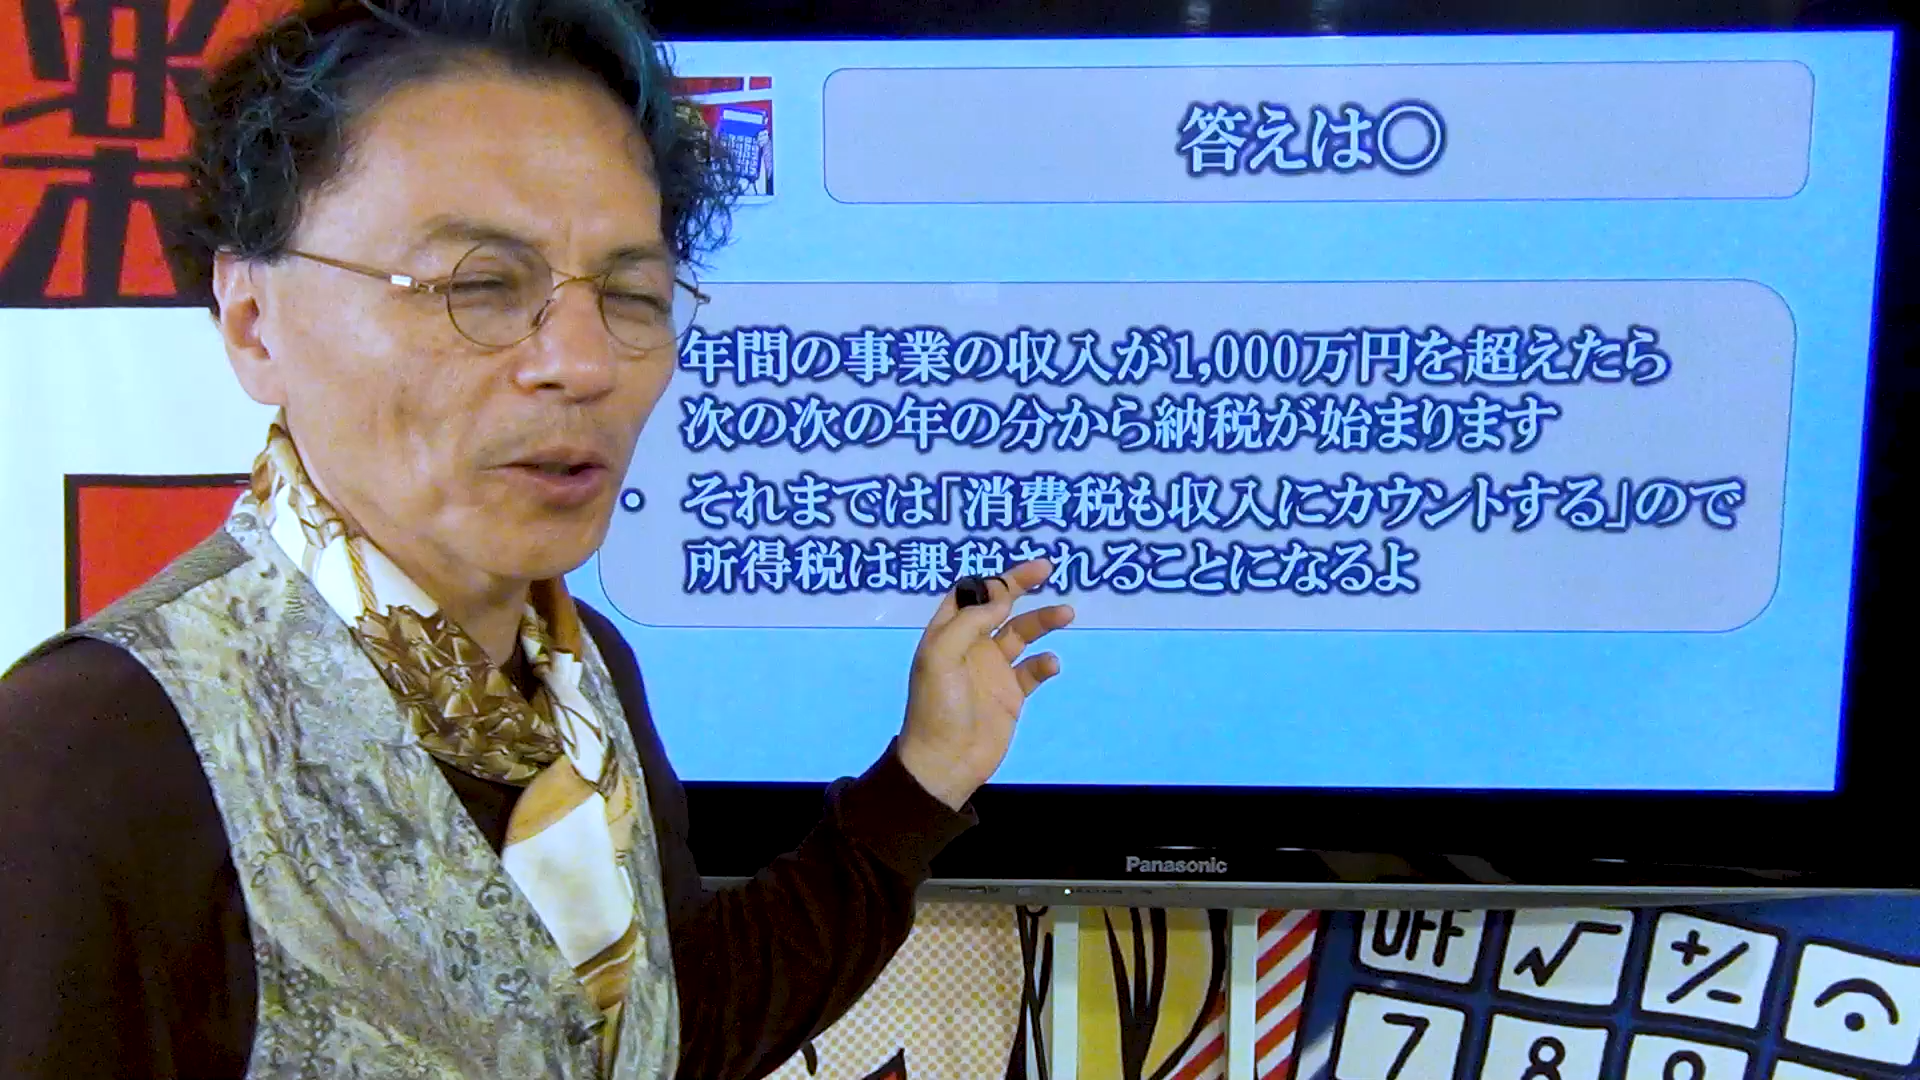 答えは〇
年間の事業の収入が1,000万円を超えたら
次の次の年の分から納税が始まります
・ それまでは「消費税も収入にカウントする」ので
所得税は課税されることになるよ
Panasonic
OFF √ +/-
7 8 9